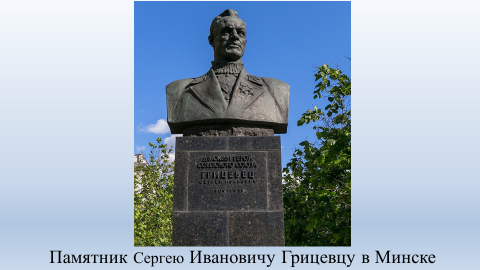 ДВАЖДЫ ГЕРОЙ
СОВЕТСКОГО СОЮЗА
ГРИЦЕВЕЦ
Памятник Сергею Ивановичу Грицевцу в Минске